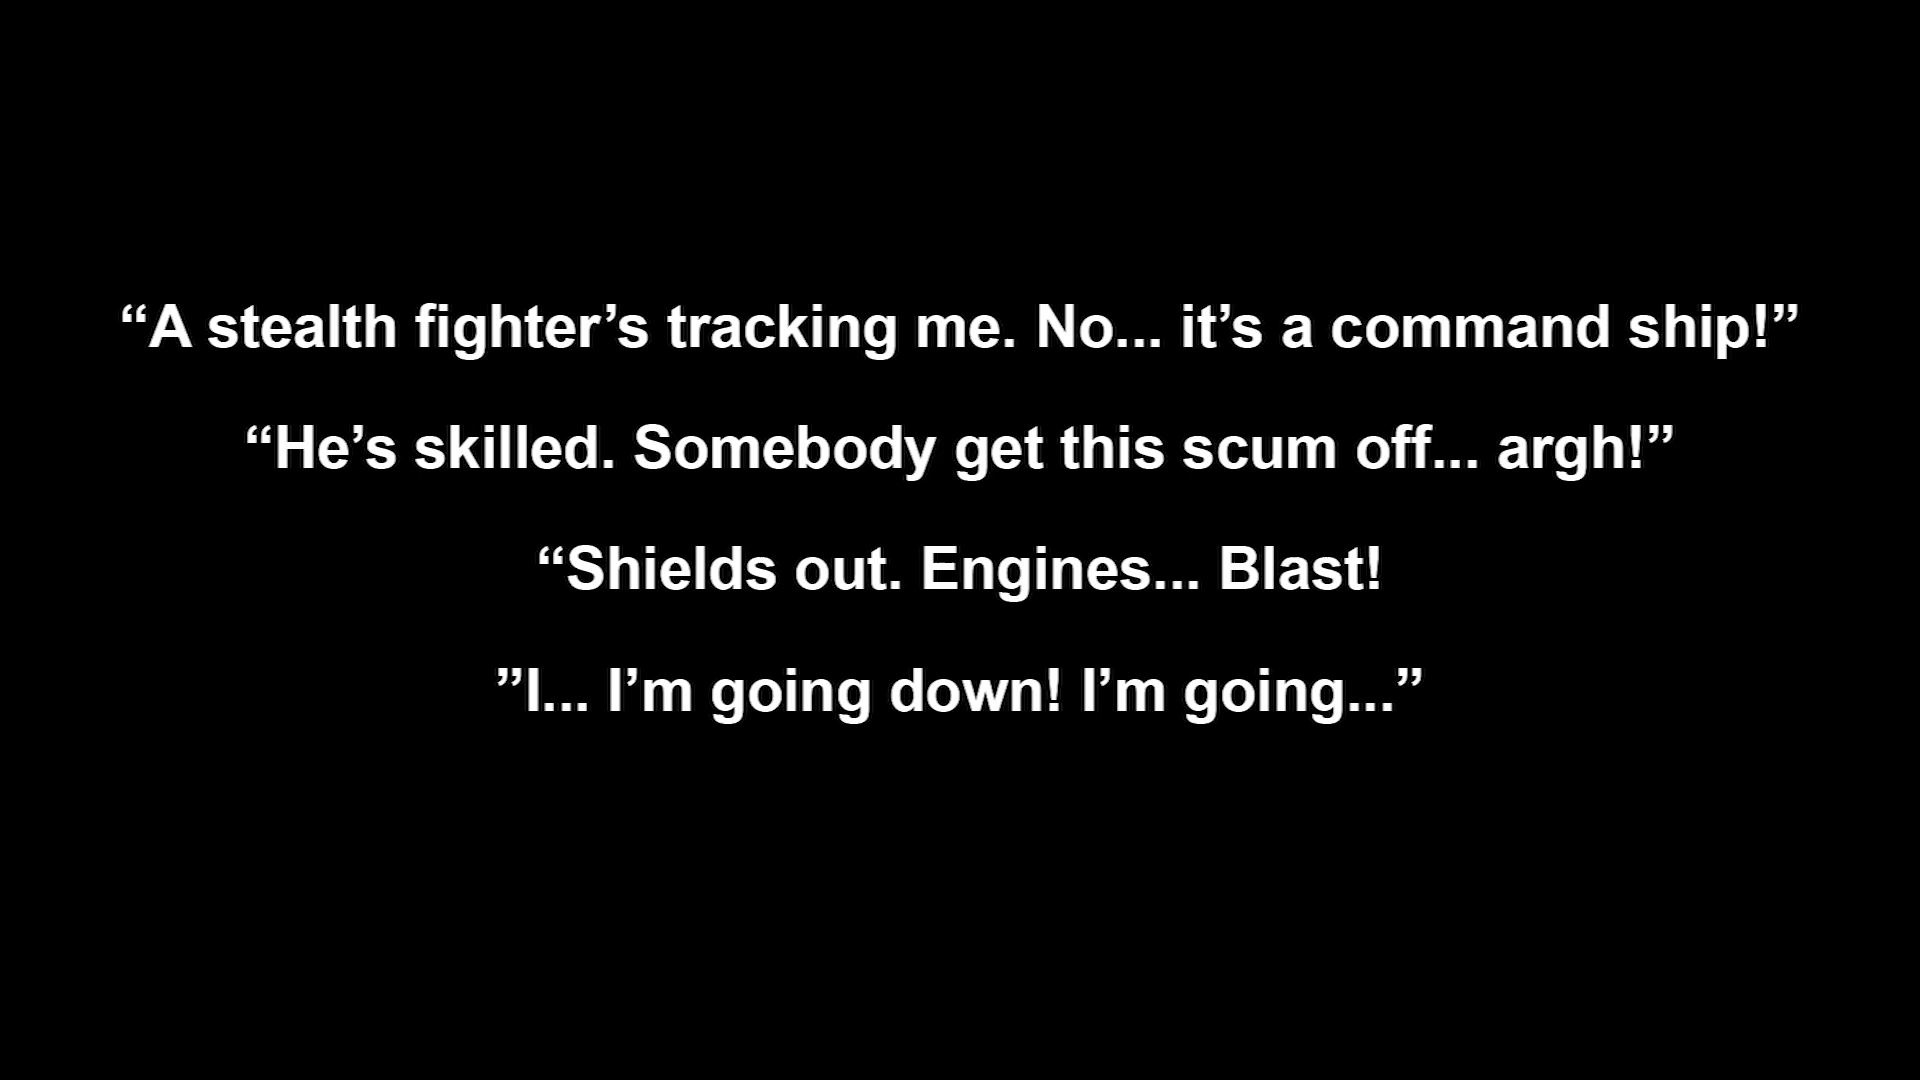 “A stealth fighter’s tracking me. No... it’s a command ship!”
“He’s skilled. Somebody get this scum off... argh!”
“Shields out. Engines... Blast!
”I... I’m going down! I’m going...”